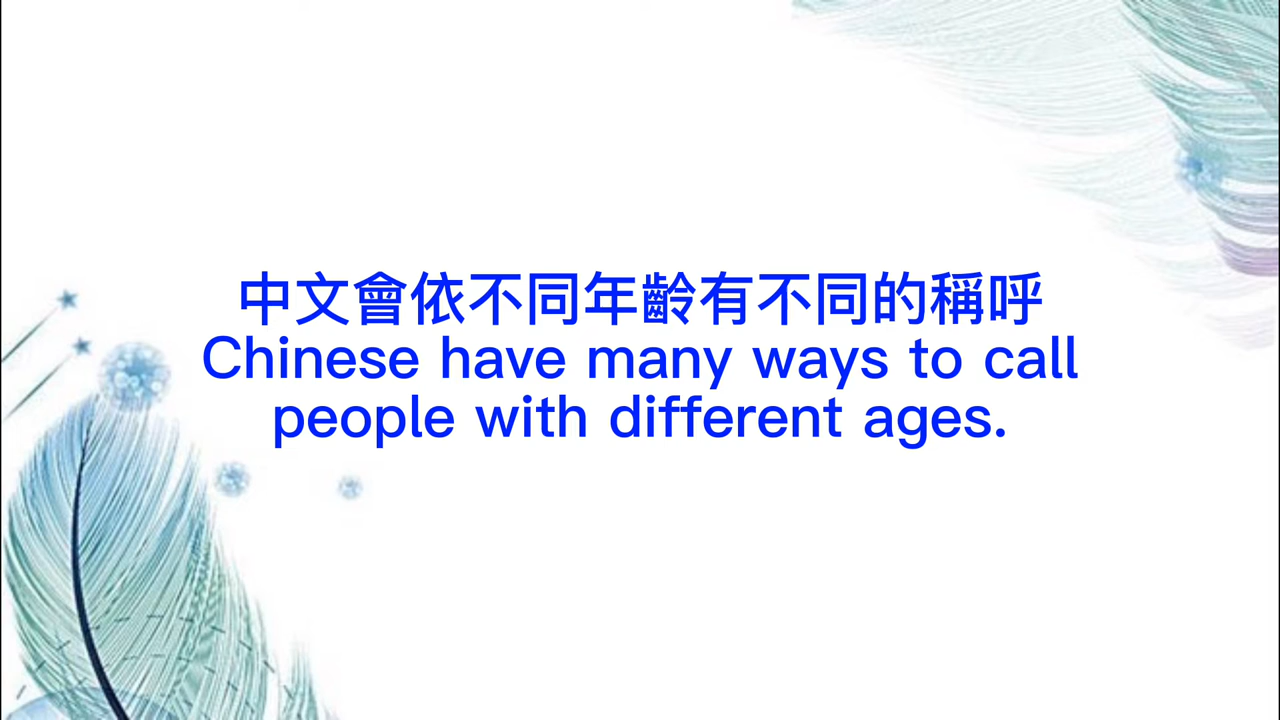 中文會依不同年齡有不同的稱呼
Chinese have many ways to call
people with different ages.